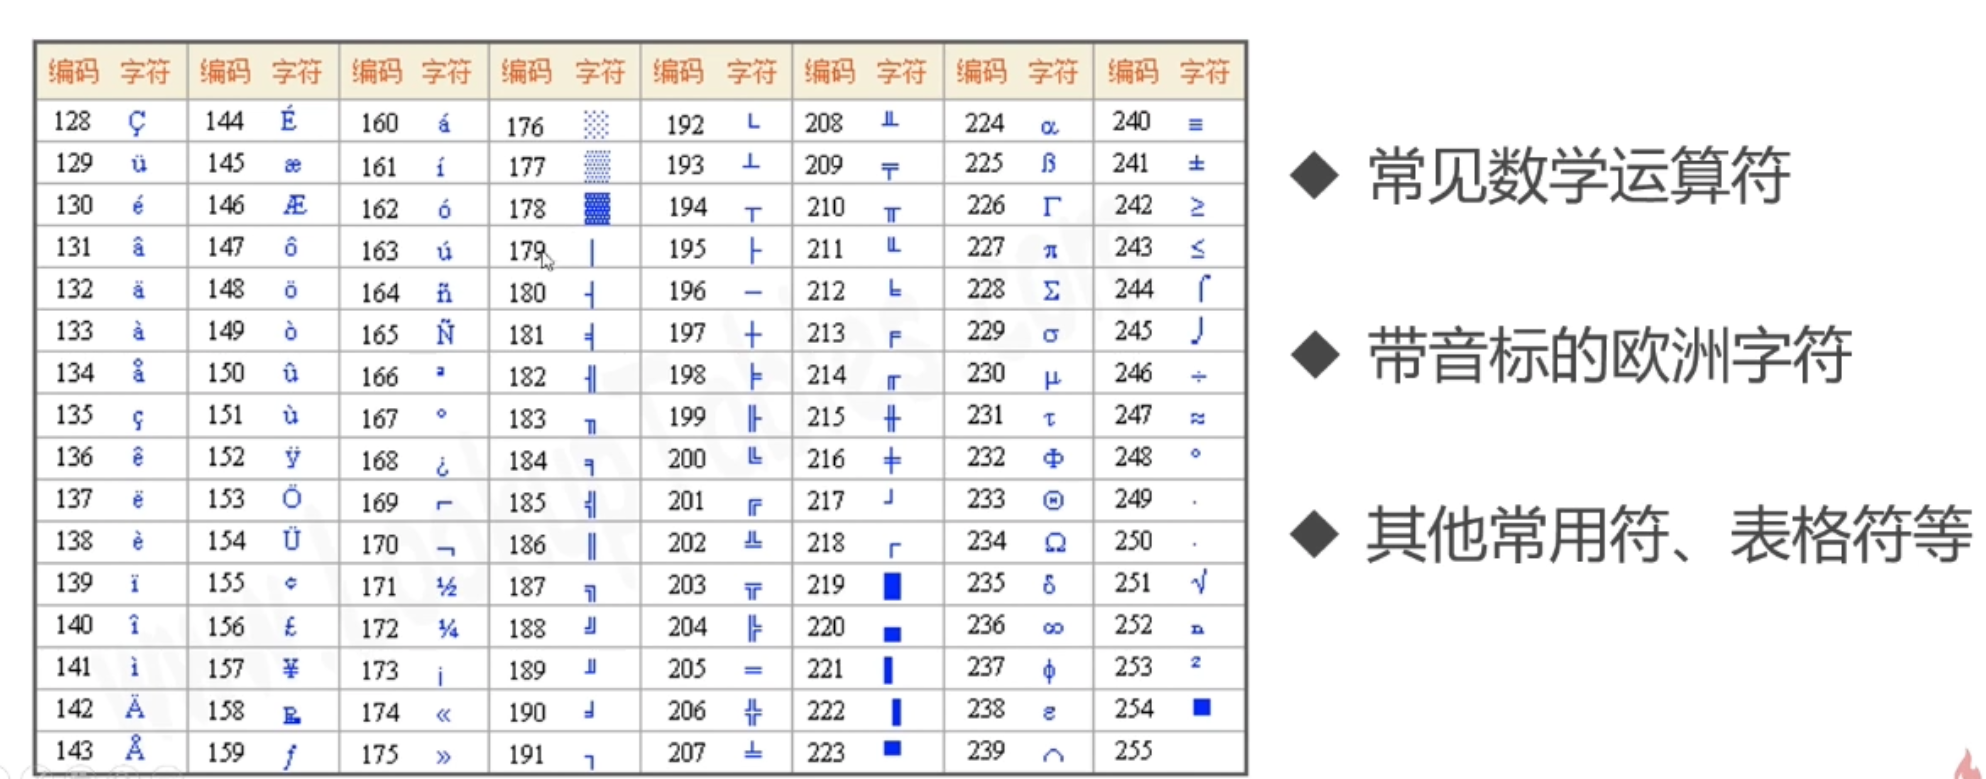 编码 字符 编码 字符 编码 字符 编码 字符 编码 字符 编码 字符 编码 字符 编码 字符
128 Ç 144 É 160 á 176 ░ 192 └ 208 ╨ 224 α 240 ≡
129 ü 145 æ 161 í 177 ▒ 193 ┴ 209 ╤ 225 ß 241 ±
130 é 146 Æ 162 ó 178 ▓ 194 ┬ 210 ╥ 226 Γ 242 ≥
131 â 147 ô 163 ú 179 │ 195 ├ 211 ╙ 227 π 243 ≤
132 ä 148 ö 164 ñ 180 ┤ 196 ─ 212 ╘ 228 Σ 244 ⌠
133 à 149 ò 165 Ñ 181 ╡ 197 ┼ 213 ╒ 229 σ 245 ⌡
134 å 150 û 166 ª 182 ╢ 198 ╞ 214 ╓ 230 µ 246 ÷
135 ç 151 ù 167 º 183 ╖ 199 ╟ 215 ╫ 231 τ 247 ≈
136 ê 152 ÿ 168 ¿ 184 ╕ 200 ╚ 216 ╪ 232 Φ 248 °
137 ë 153 Ö 169 ⌐ 185 ╣ 201 ╔ 217 ┘ 233 Θ 249 ∙
138 è 154 Ü 170 ¬ 186 ║ 202 ╩ 218 ┌ 234 Ω 250 ·
139 ï 155 ¢ 171 ½ 187 ╗ 203 ╦ 219 █ 235 δ 251 √
140 î 156 £ 172 ¼ 188 ╝ 204 ╠ 220 ▄ 236 ∞ 252 ⁿ
141 ì 157 ¥ 173 ¡ 189 ╜ 205 ═ 221 ▌ 237 φ 253 ²
142 Ä 158 ₧ 174 « 190 ╛ 206 ╬ 222 ▐ 238 ε 254 ■
143 Å 159 ƒ 175 » 191 ┐ 207 ╧ 223 ▀ 239 ∩ 255
www.LookupTables.com
◆ 常见数学运算符
◆ 带音标的欧洲字符
◆ 其他常用符、表格符等